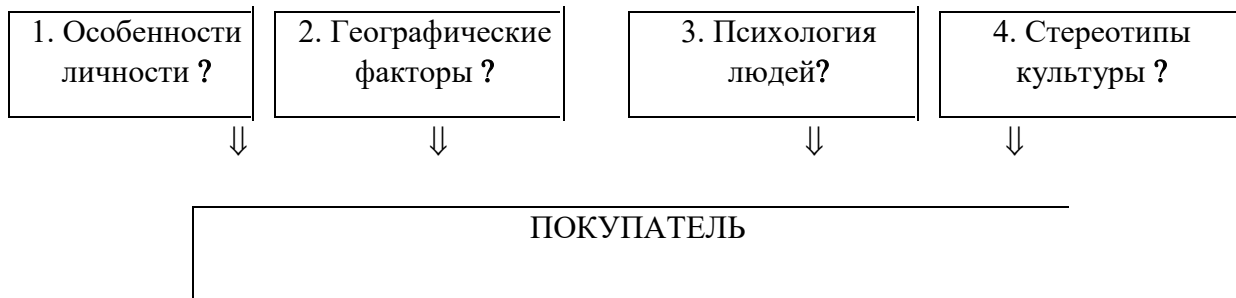 1. Особенности
личности ?
2. Географические
факторы ?
3. Психология
людей?
4. Стереотипы
культуры ?
⇓ ⇓ ⇓ ⇓
ПОКУПАТЕЛЬ